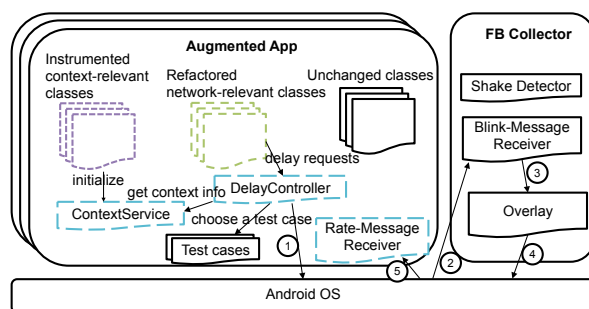 Augmented App
FB Collector
Instrumented
context-relevant
classes
Refactored
network-relevant classes
Unchanged classes
Shake Detector
Blink-Message
Receiver
delay requests
initialize
get context info
DelayController
ContextService
choose a test case
Rate-Message
Receiver
Test cases
Overlay
1
2
3
4
5
Android OS